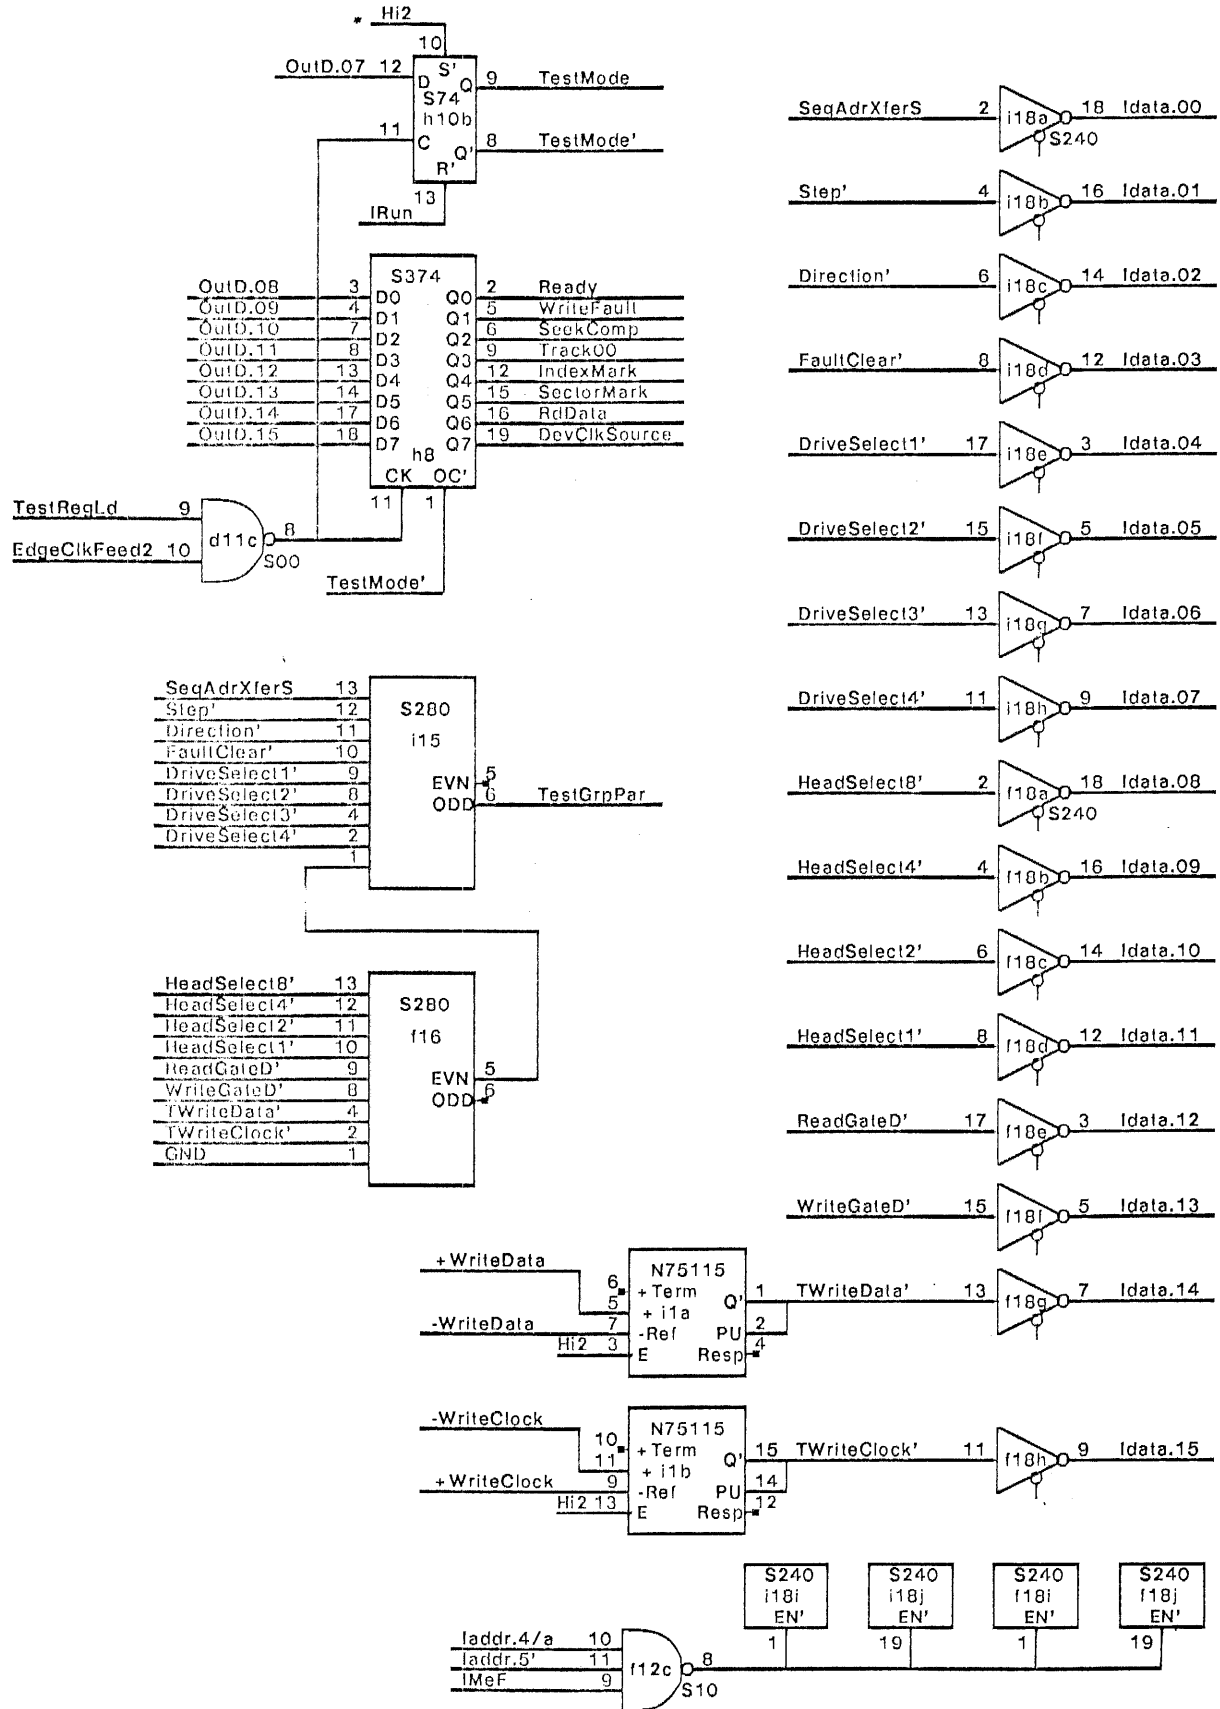 * Hi2
10
OutD.07 12 D S' Q 9 TestMode
S74
h10b
11 C Q' 8 TestMode'
R'
13
IRun
S374
OutD.08 3 D0 Q0 2 Ready
OutD.09 4 D1 Q1 5 WriteFault
OutD.10 7 D2 Q2 6 SeekComp
OutD.11 8 D3 Q3 9 Track00
OutD.12 13 D4 Q4 12 IndexMark
OutD.13 14 D5 Q5 15 SectorMark
OutD.14 17 D6 Q6 16 RdData
OutD.15 18 D7 Q7 19 DevClkSource
h8
CK OC'
11 1
TestRegLd 9
d11c 8
EdgeClkFeed2 10 S00
TestMode'
SeqAdrXferS 13
Step' 12
Direction' 11
FaultClear' 10
DriveSelect1' 9
DriveSelect2' 8
DriveSelect3' 4
DriveSelect4' 2
1
S280
i15
EVN 5
ODD 6 TestGrpPar
HeadSelect8' 13
HeadSelect4' 12
HeadSelect2' 11
HeadSelect1' 10
ReadGateD' 9
WriteGateD' 8
TWriteData' 4
TWriteClock' 2
GND 1
S280
f16
EVN 5
ODD 6
SeqAdrXferS 2 i18a 18 Idata.00
S240
Step' 4 i18b 16 Idata.01
Direction' 6 i18c 14 Idata.02
FaultClear' 8 i18d 12 Idata.03
DriveSelect1' 17 i18e 3 Idata.04
DriveSelect2' 15 i18f 5 Idata.05
DriveSelect3' 13 i18g 7 Idata.06
DriveSelect4' 11 i18h 9 Idata.07
HeadSelect8' 2 f18a 18 Idata.08
S240
HeadSelect4' 4 f18b 16 Idata.09
HeadSelect2' 6 f18c 14 Idata.10
HeadSelect1' 8 f18d 12 Idata.11
ReadGateD' 17 f18e 3 Idata.12
WriteGateD' 15 f18f 5 Idata.13
+WriteData
N75115
6 +Term Q' 1 TWriteData' 13 f18g 7 Idata.14
5 + i1a
-WriteData 7 -Ref PU 2
Hi2 3 E Resp 4
-WriteClock
N75115
10 +Term Q' 15 TWriteClock' 11 f18h 9 Idata.15
11 + i1b
+WriteClock 9 -Ref PU 14
Hi2 13 E Resp 12
S240 S240 S240 S240
i18i i18j f18i f18j
EN' EN' EN' EN'
1 19 1 19
Iaddr.4/a 10
Iaddr.5' 11 f12c 8
IMeF 9 S10